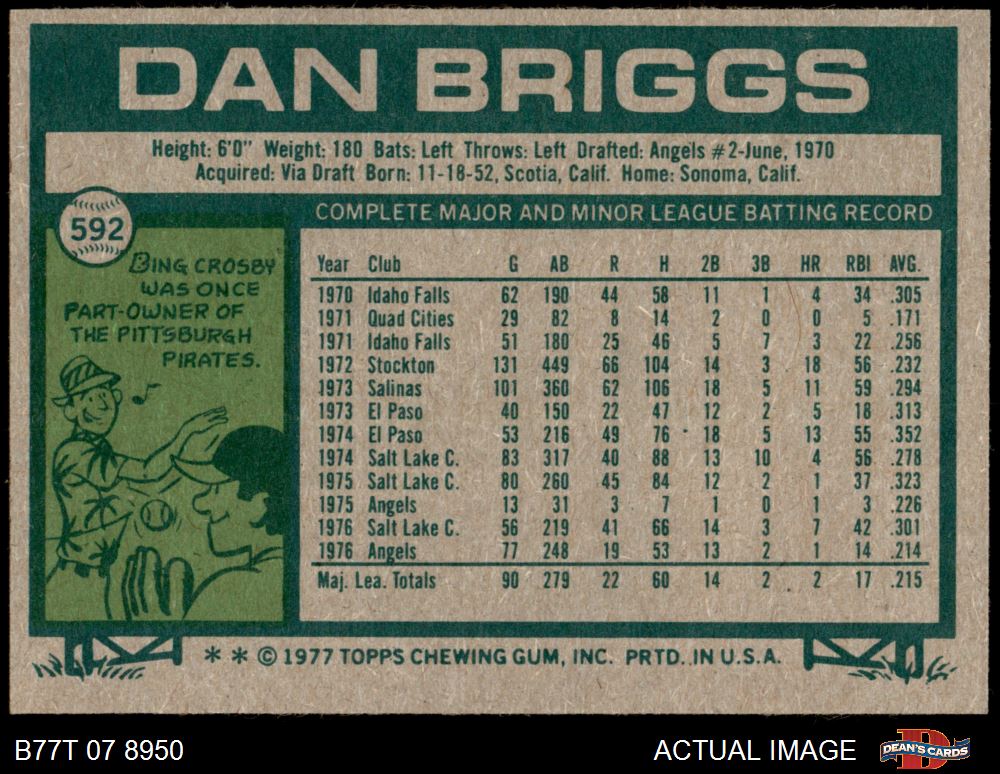 DAN BRIGGS
Height: 6'0" Weight: 180 Bats: Left Throws: Left Drafted: Angels #2-June, 1970
Acquired: Via Draft Born: 11-18-52, Scotia, Calif. Home: Sonoma, Calif.
592
BING CROSBY
WAS ONCE
PART-OWNER OF
THE PITTSBURGH
PIRATES.
COMPLETE MAJOR AND MINOR LEAGUE BATTING RECORD
Year Club G AB R H 2B 3B HR RBI AVG.
1970 Idaho Falls 62 190 44 58 11 1 4 34 .305
1971 Quad Cities 29 82 8 14 2 0 0 5 .171
1971 Idaho Falls 51 180 25 46 5 7 3 22 .256
1972 Stockton 131 449 66 104 14 3 18 56 .232
1973 Salinas 101 360 62 106 18 5 11 59 .294
1973 El Paso 40 150 22 47 12 2 5 18 .313
1974 El Paso 53 216 49 76 18 5 13 55 .352
1974 Salt Lake C. 83 317 40 88 13 10 4 56 .278
1975 Salt Lake C. 80 260 45 84 12 2 1 37 .323
1975 Angels 13 31 3 7 1 0 1 3 .226
1976 Salt Lake C. 56 219 41 66 14 3 7 42 .301
1976 Angels 77 248 19 53 13 2 1 14 .214
Maj. Lea. Totals 90 279 22 60 14 2 2 17 .215
* * © 1977 TOPPS CHEWING GUM, INC. PRTD. IN U.S.A.
B77T 07 8950
ACTUAL IMAGE
DEAN'S CARDS